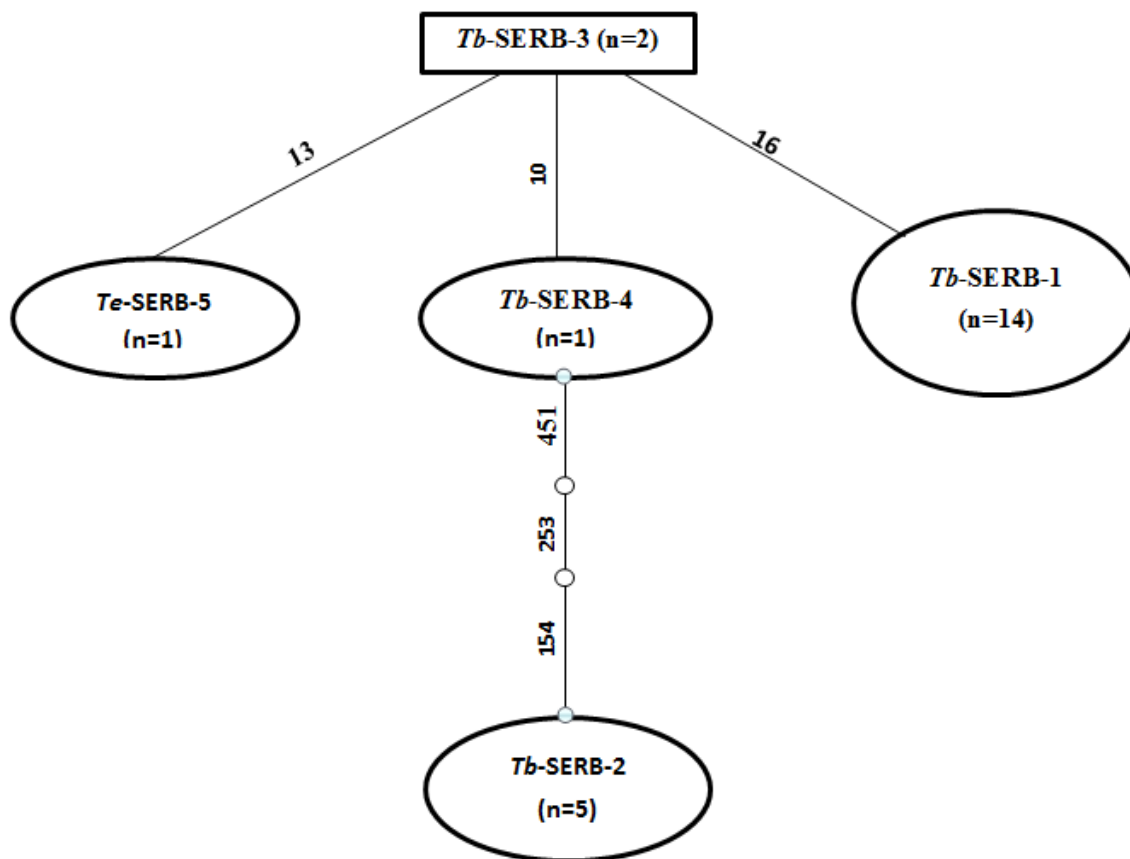 Tb-SERB-3 (n=2)
13
10
16
Te-SERB-5
(n=1)
Tb-SERB-4
(n=1)
Tb-SERB-1
(n=14)
451
253
154
Tb-SERB-2
(n=5)